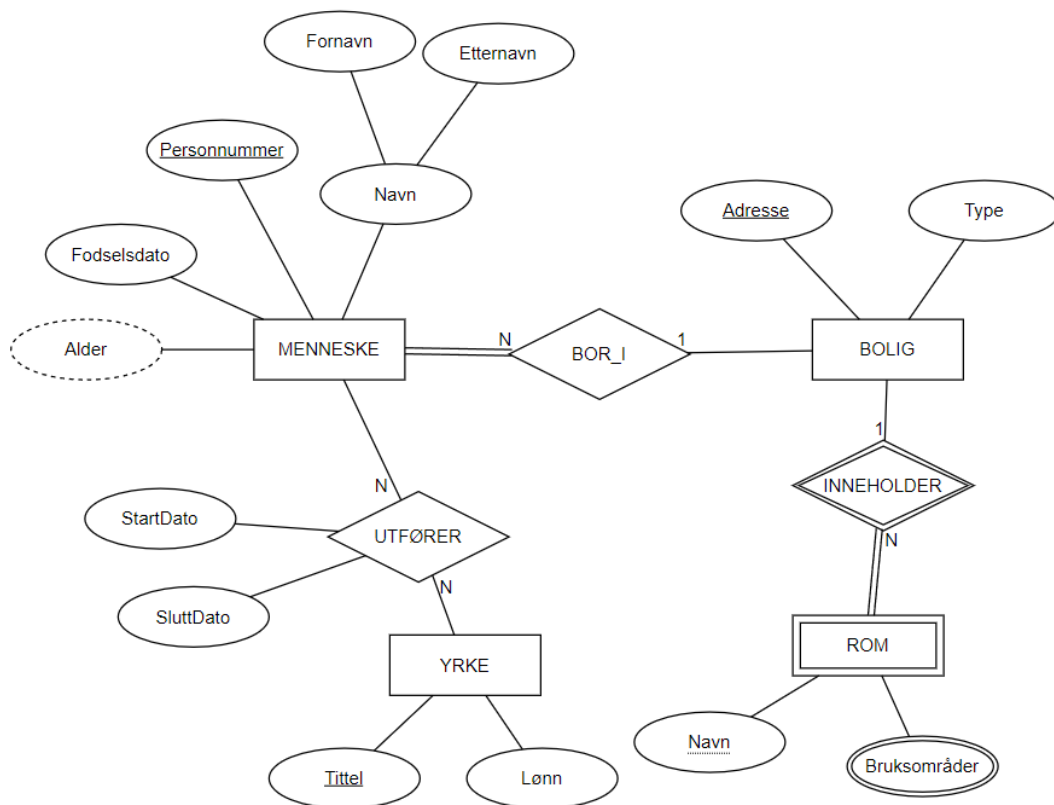 Fornavn
Etternavn
Personnummer
Navn
Adresse
Type
Fodselsdato
Alder
MENNESKE
N
BOR_I
1
BOLIG
1
INNEHOLDER
N
N
StartDato
UTFØRER
SluttDato
N
YRKE
ROM
Navn
Bruksområder
Tittel
Lønn